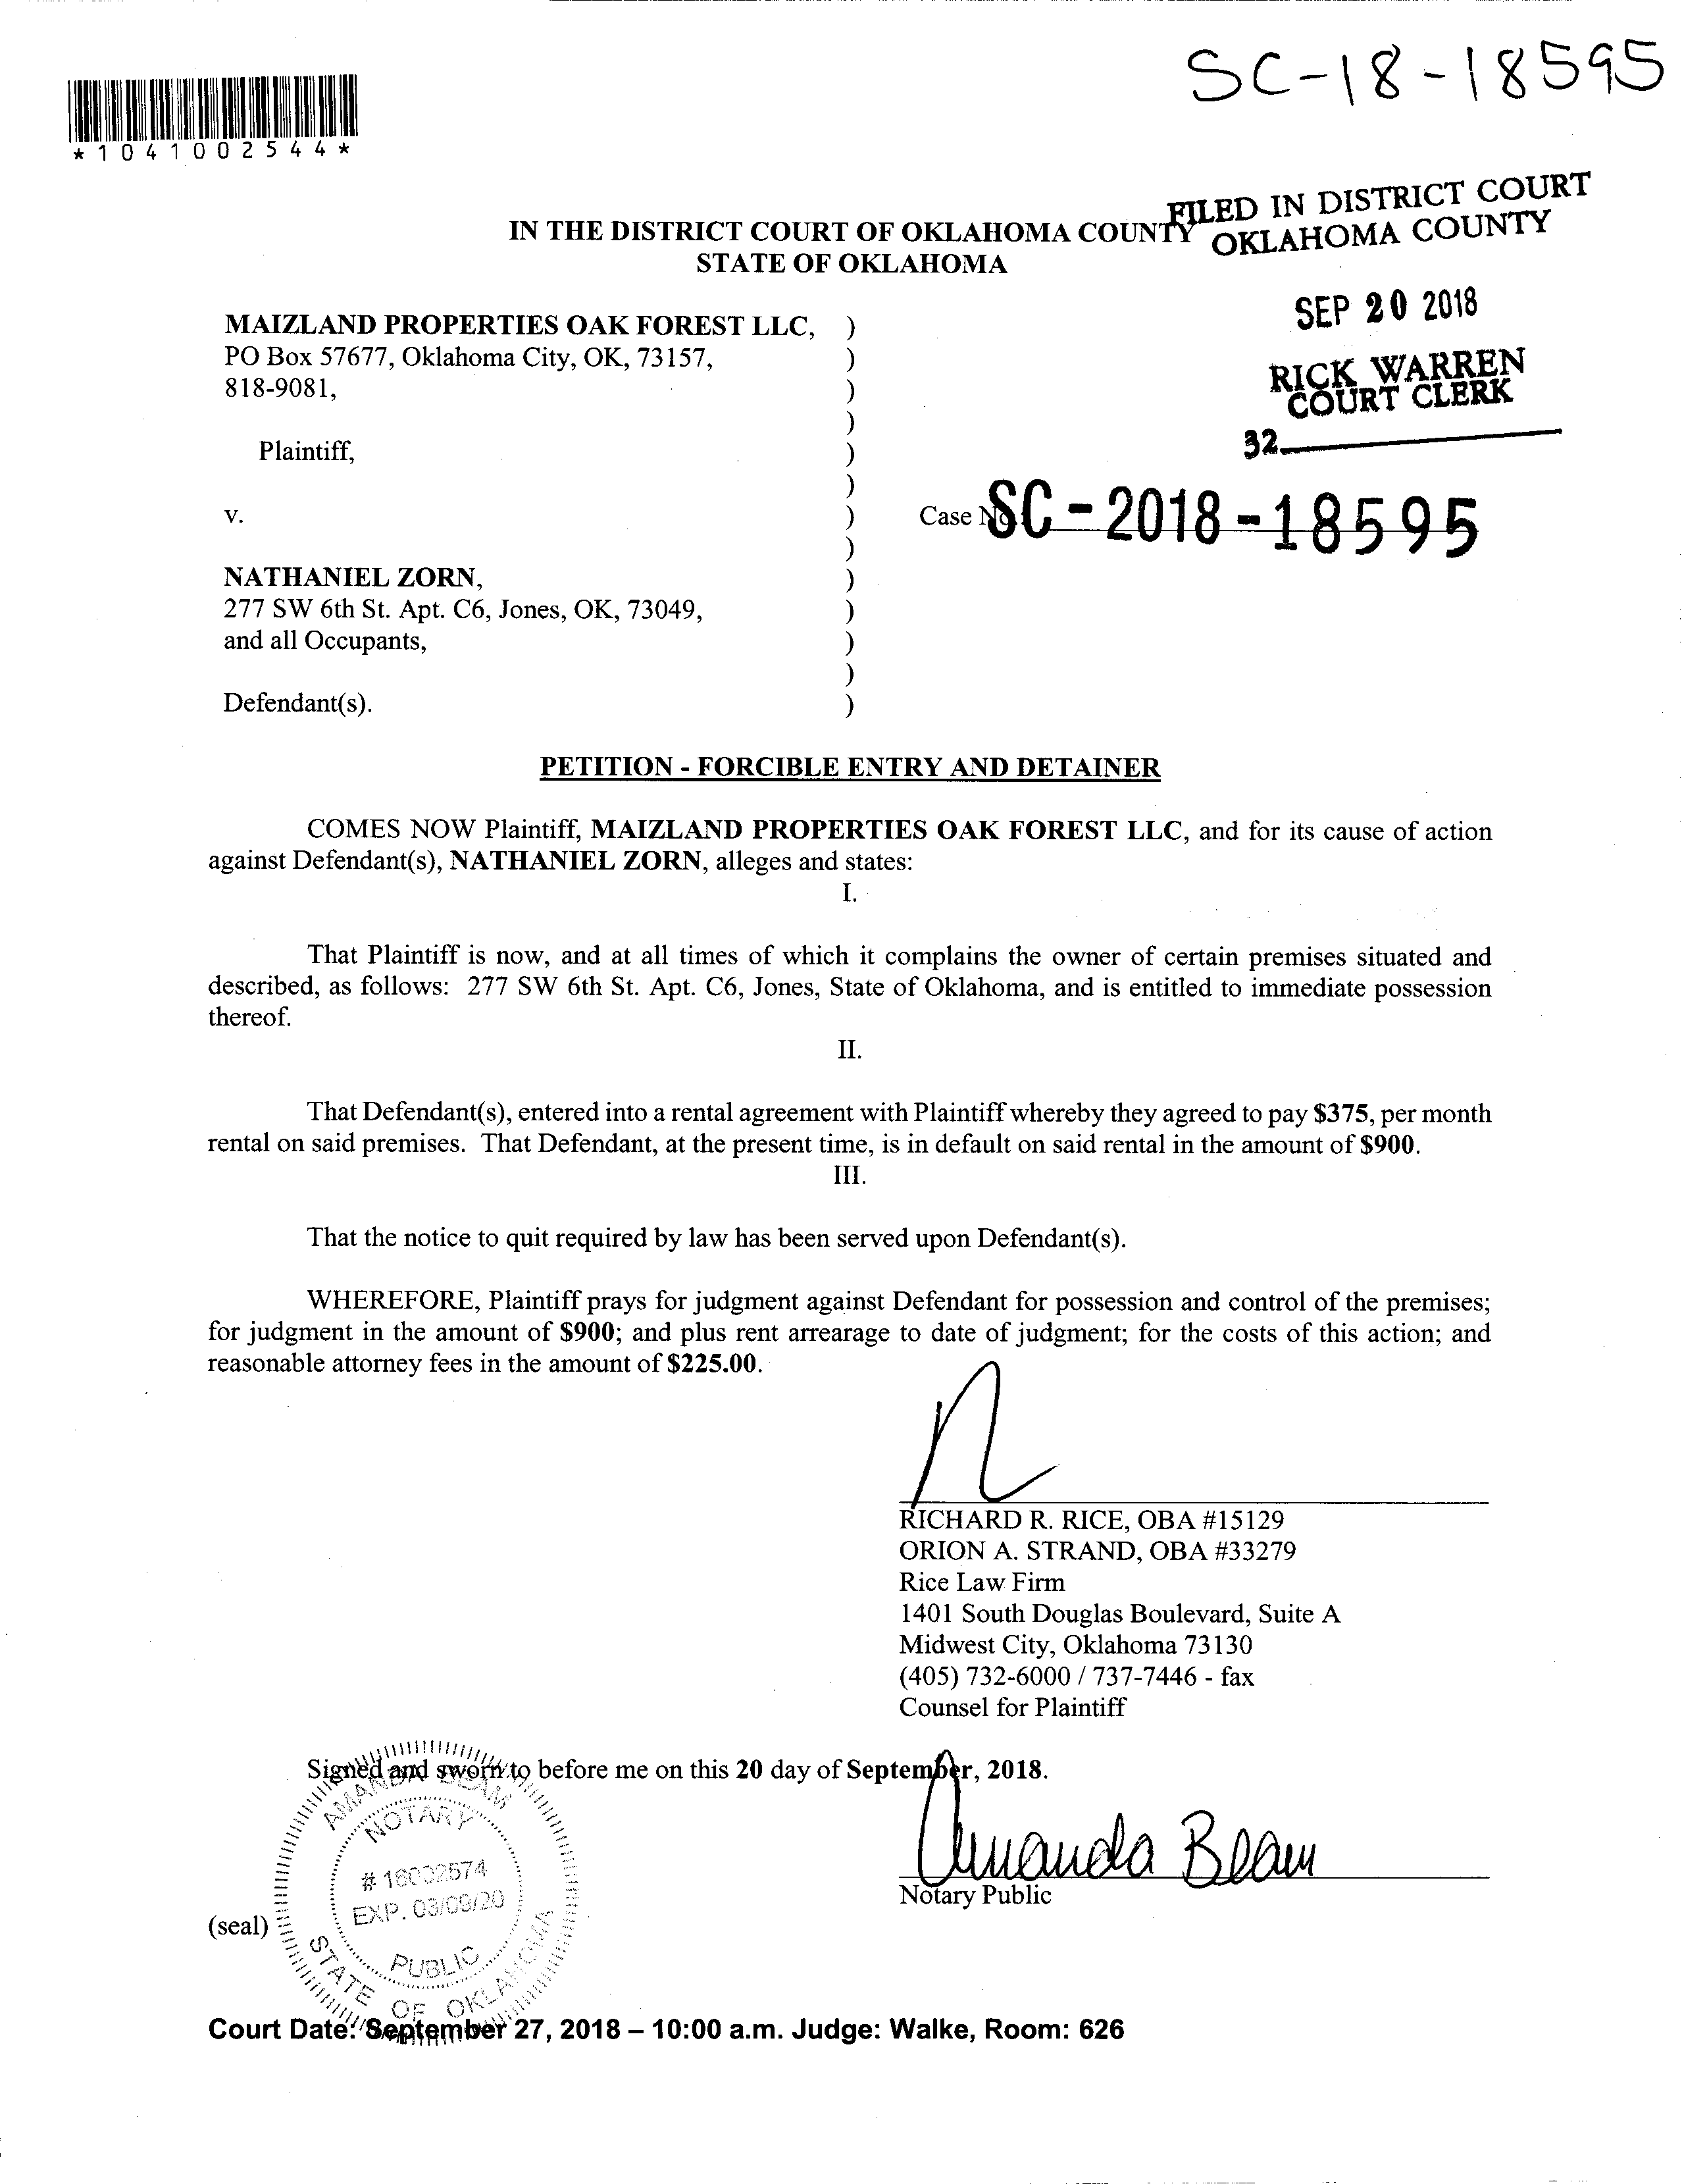 SC-18-18595
*1041002544*
IN THE DISTRICT COURT OF OKLAHOMA COUNTY
STATE OF OKLAHOMA
FILED IN DISTRICT COURT
OKLAHOMA COUNTY
SEP 20 2018
RICK WARREN
COURT CLERK
32
MAIZLAND PROPERTIES OAK FOREST LLC, )
PO Box 57677, Oklahoma City, OK, 73157, )
818-9081, )
)
Plaintiff, )
)
v. ) Case No. SC-2018-18595
)
NATHANIEL ZORN, )
277 SW 6th St. Apt. C6, Jones, OK, 73049, )
and all Occupants, )
)
Defendant(s). )
PETITION - FORCIBLE ENTRY AND DETAINER
COMES NOW Plaintiff, MAIZLAND PROPERTIES OAK FOREST LLC, and for its cause of action
against Defendant(s), NATHANIEL ZORN, alleges and states:
I.
That Plaintiff is now, and at all times of which it complains the owner of certain premises situated and
described, as follows: 277 SW 6th St. Apt. C6, Jones, State of Oklahoma, and is entitled to immediate possession
thereof.
II.
That Defendant(s), entered into a rental agreement with Plaintiff whereby they agreed to pay $375, per month
rental on said premises. That Defendant, at the present time, is in default on said rental in the amount of $900.
III.
That the notice to quit required by law has been served upon Defendant(s).
WHEREFORE, Plaintiff prays for judgment against Defendant for possession and control of the premises;
for judgment in the amount of $900; and plus rent arrearage to date of judgment; for the costs of this action; and
reasonable attorney fees in the amount of $225.00.
RICHARD R. RICE, OBA #15129
ORION A. STRAND, OBA #33279
Rice Law Firm
1401 South Douglas Boulevard, Suite A
Midwest City, Oklahoma 73130
(405) 732-6000 / 737-7446 - fax
Counsel for Plaintiff
Signed and sworn to before me on this 20 day of September, 2018.
Amanda Beam
Notary Public
AMANDA BEAM
NOTARY
# 16002574
EXP. 03/09/20
PUBLIC
STATE OF OKLAHOMA
(seal)
Court Date: September 27, 2018 – 10:00 a.m. Judge: Walke, Room: 626